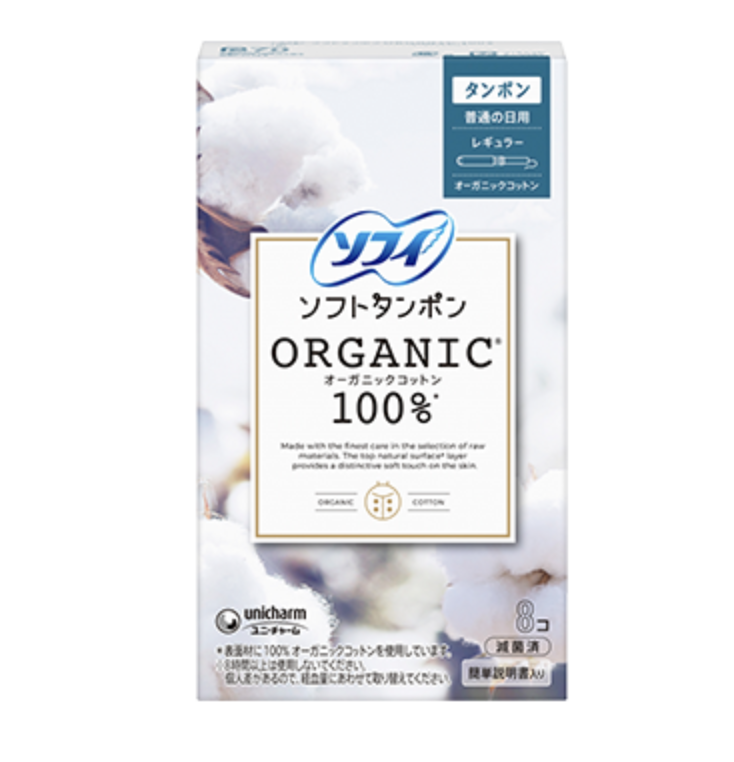 タンポン
普通の日用
レギュラー
オーガニックコットン
ソフィ
ソフトタンポン
ORGANIC®
オーガニックコットン
100%*
Made with the finest care in the selection of raw
materials. The top natural surface* layer
provides a distinctive soft touch on the skin.
ORGANIC COTTON
unicharm
ユニ・チャーム
8コ
滅菌済
簡単説明書入り
*表面材に100%オーガニックコットンを使用しています。
※8時間以上は使用しないでください。
個人差があるので、経血量にあわせて取り替えてください。